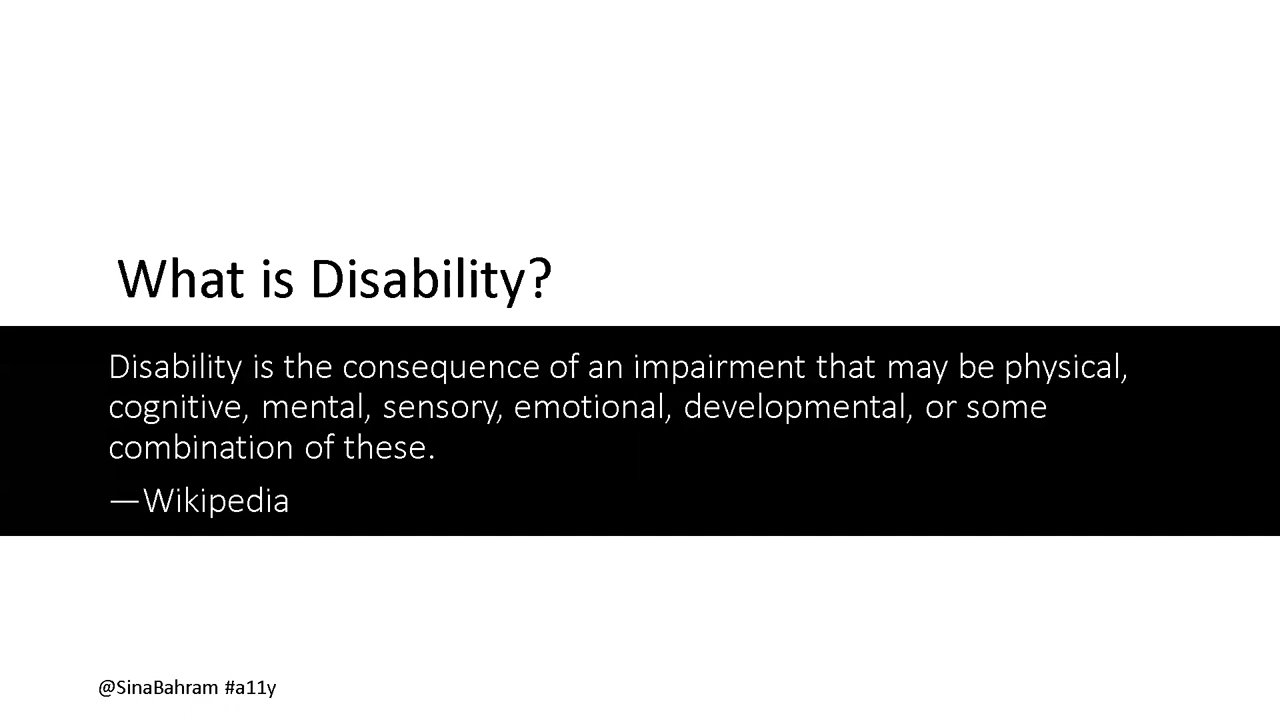 What is Disability?
Disability is the consequence of an impairment that may be physical,
cognitive, mental, sensory, emotional, developmental, or some
combination of these.
—Wikipedia
@SinaBahram #a11y